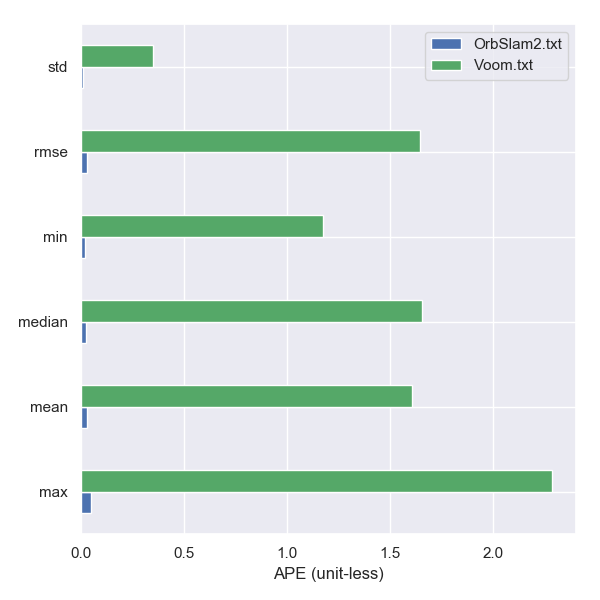 OrbSlam2.txt
Voom.txt
std
rmse
min
median
mean
max
0.0 0.5 1.0 1.5 2.0
APE (unit-less)